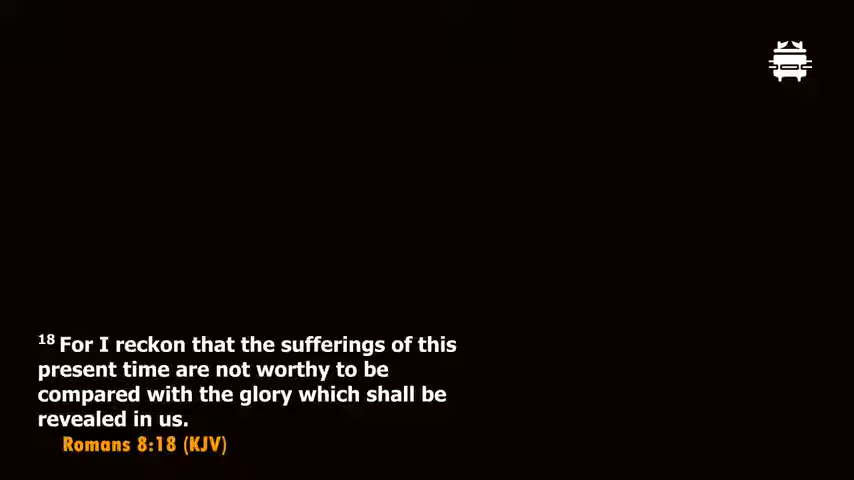 18 For I reckon that the sufferings of this
present time are not worthy to be
compared with the glory which shall be
revealed in us.
Romans 8:18 (KJV)